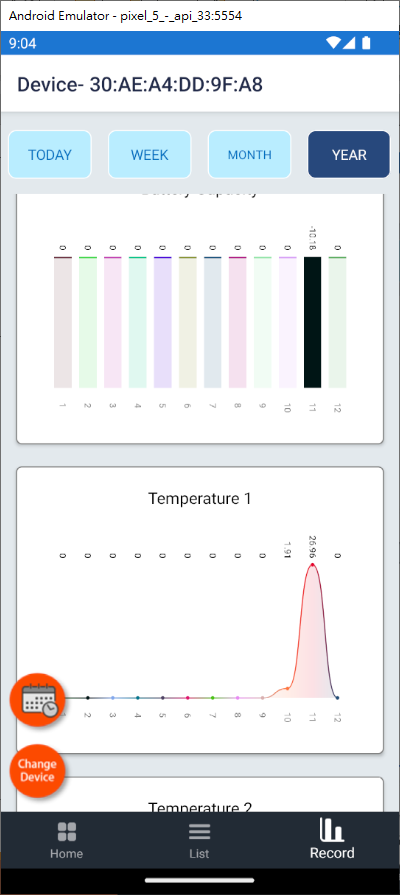 Android Emulator - pixel_5_-_api_33:5554
9:04
Device- 30:AE:A4:DD:9F:A8
TODAY WEEK MONTH YEAR
Battery Capacity
0 0 0 0 0 0 0 0 0 0 -10.18 0
1 2 3 4 5 6 7 8 9 10 11 12
Temperature 1
0 0 0 0 0 0 0 0 0 1.91 25.96 0
1 2 3 4 5 6 7 8 9 10 11 12
Change
Device
Temperature 2
Home List Record